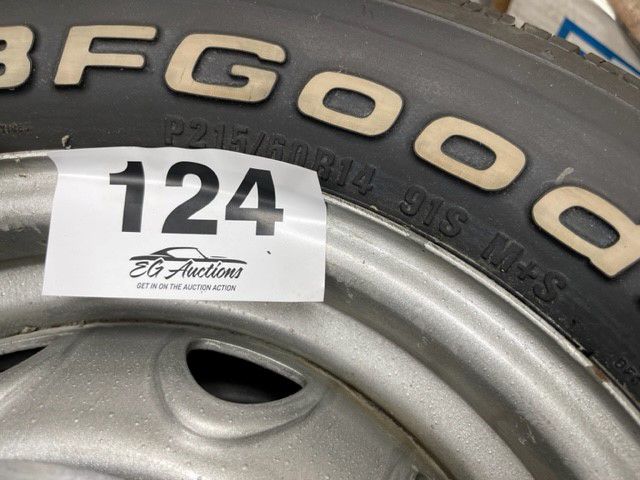 BFGOOD
P215/60R14 91S M+S
124
EG Auctions
GET IN ON THE AUCTION ACTION